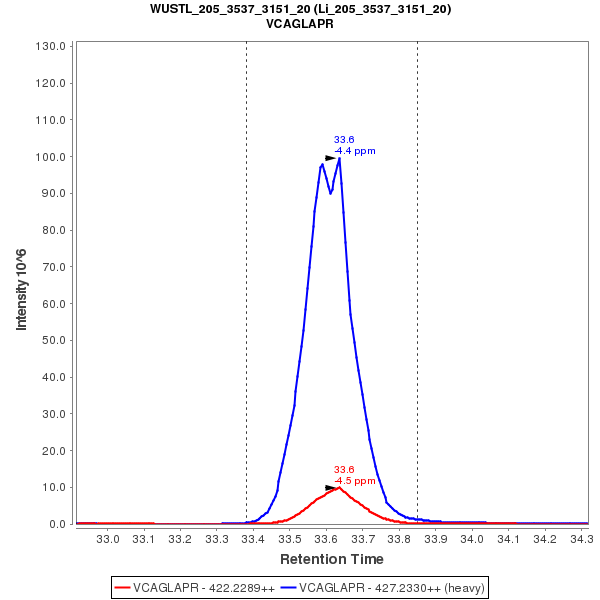 WUSTL_205_3537_3151_20 (Li_205_3537_3151_20)
VCAGLAPR
130.0
120.0
110.0
100.0
90.0
80.0
70.0
60.0
50.0
40.0
30.0
20.0
10.0
0.0
Intensity 10^6
33.6
-4.4 ppm
33.6
-4.5 ppm
33.0 33.1 33.2 33.3 33.4 33.5 33.6 33.7 33.8 33.9 34.0 34.1 34.2 34.3
Retention Time
VCAGLAPR - 422.2289++ VCAGLAPR - 427.2330++ (heavy)